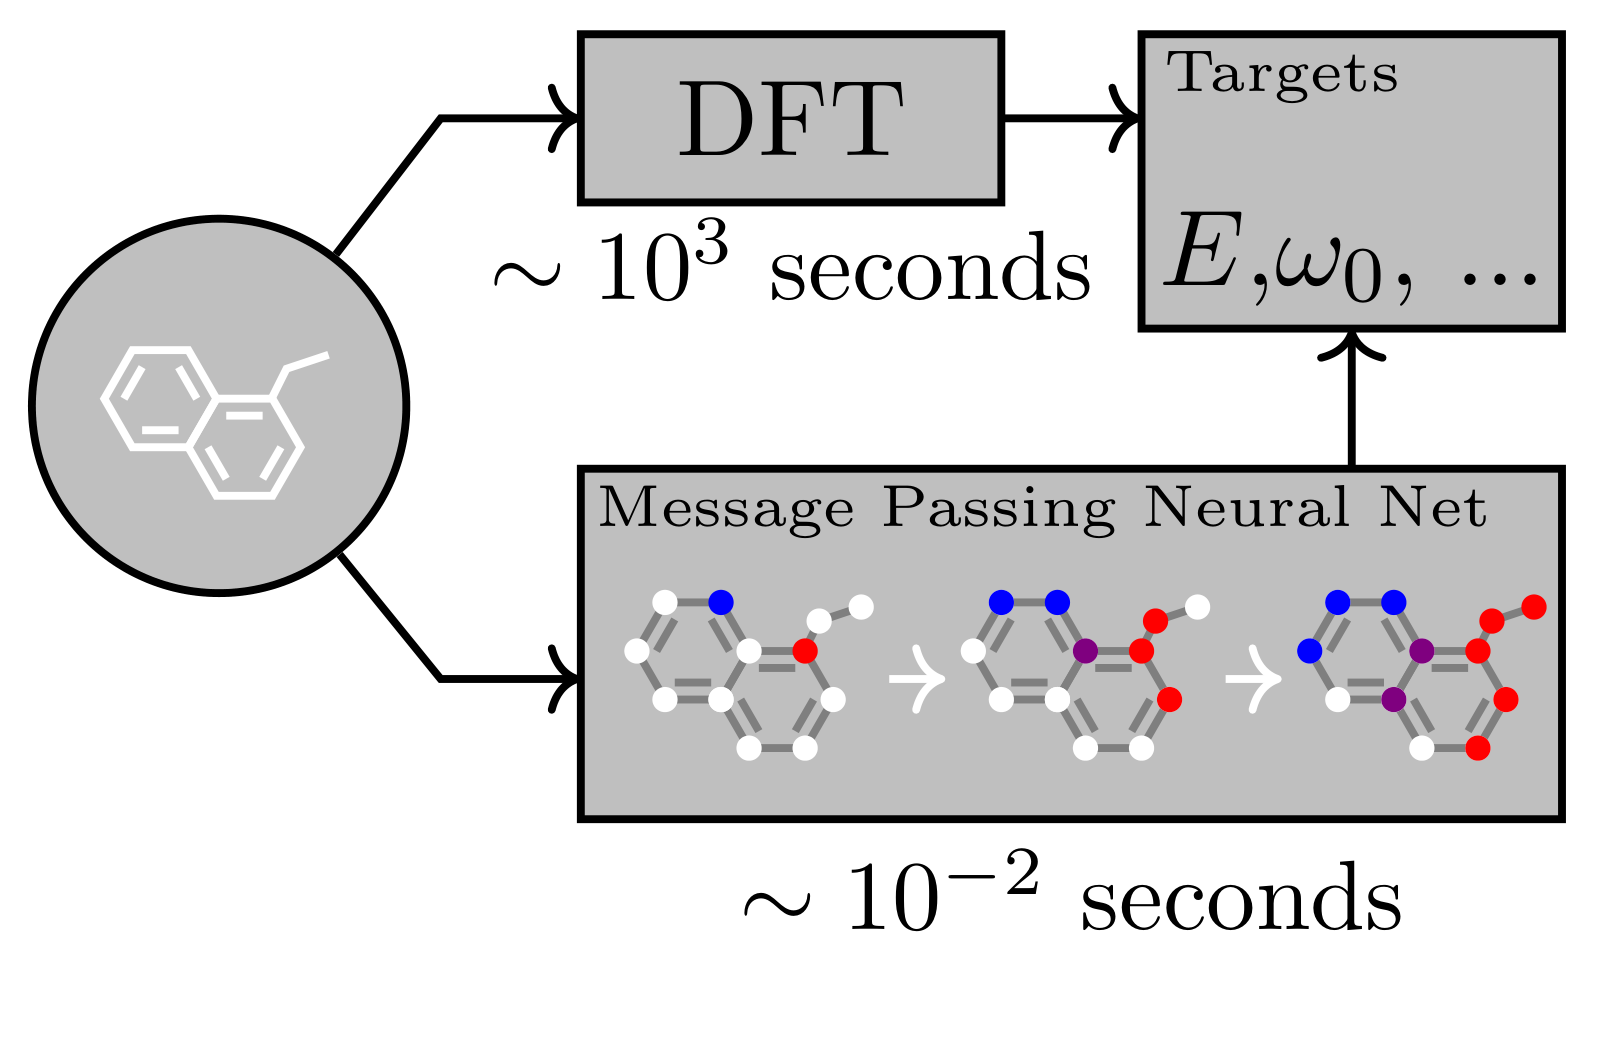 DFT
∼ 10³ seconds
Targets
E,ω₀, ...
Message Passing Neural Net
∼ 10⁻² seconds